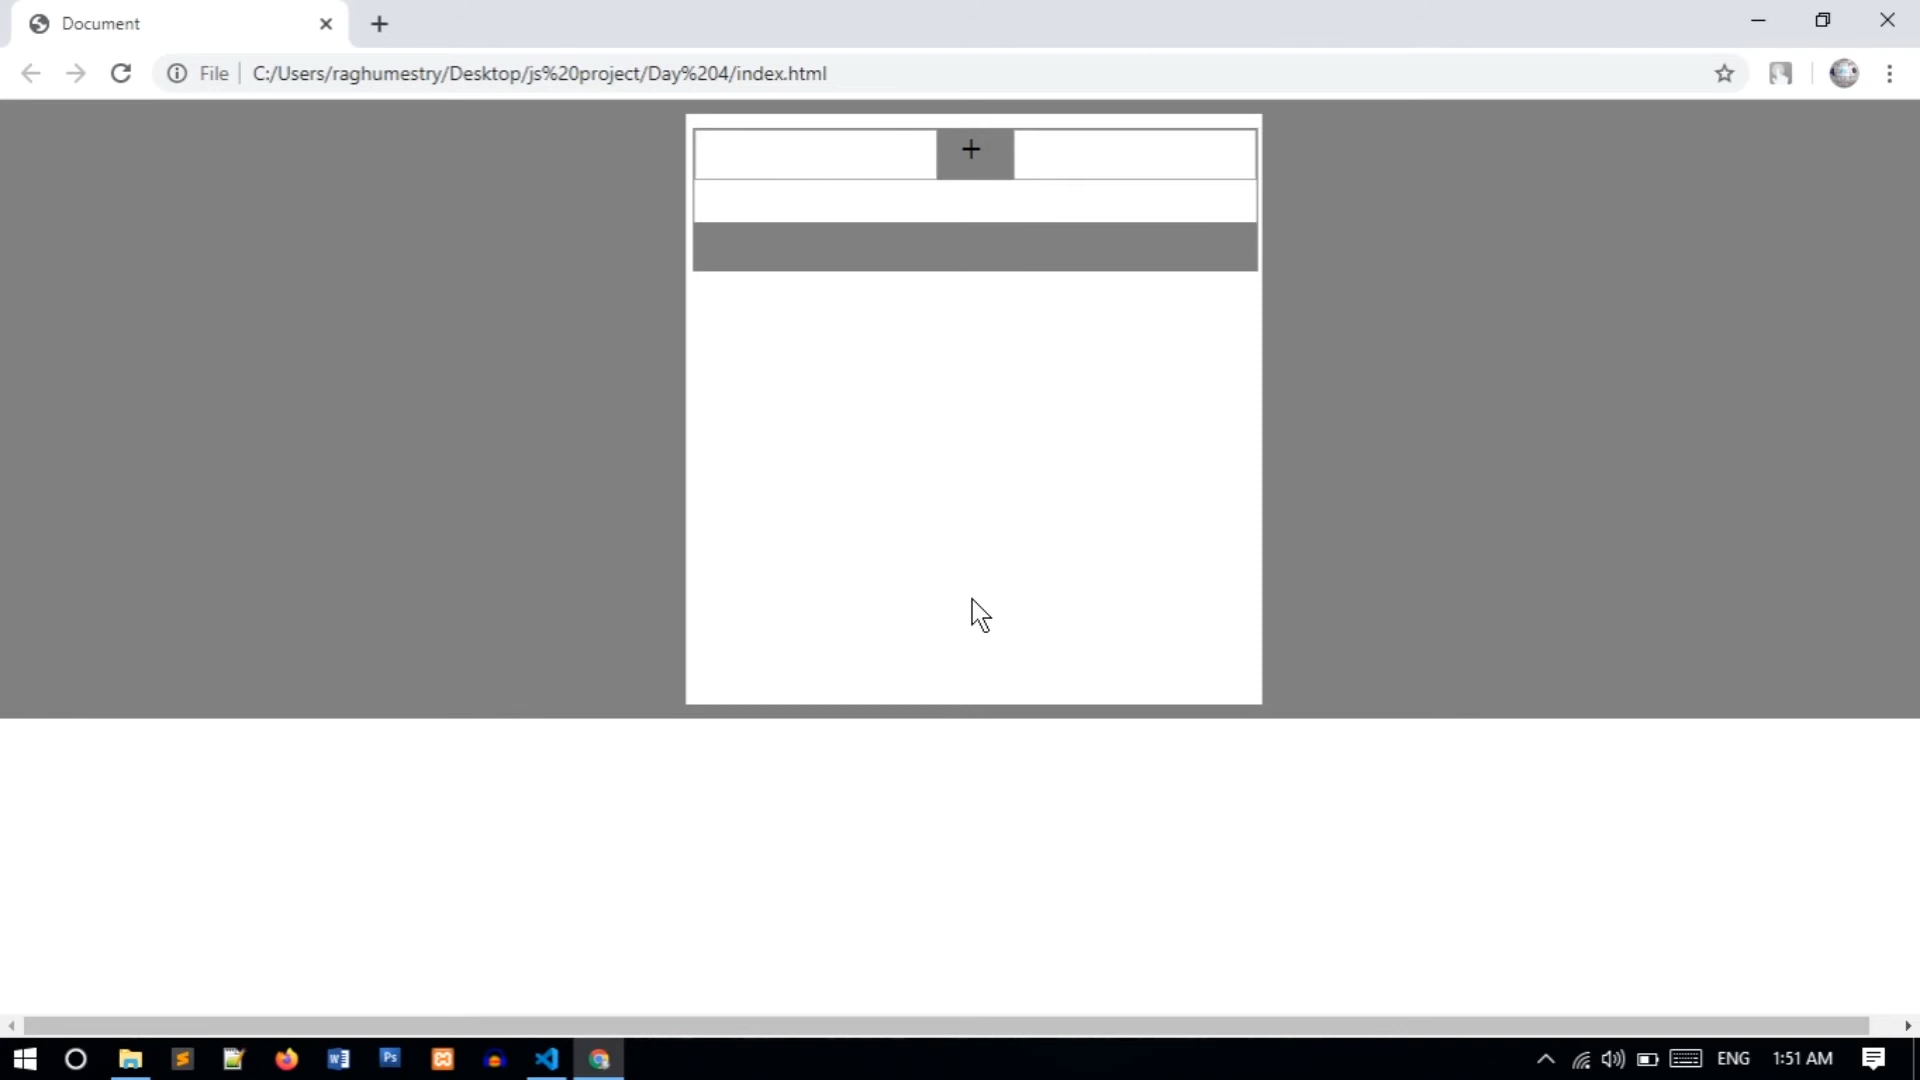 Document
File C:/Users/raghumestry/Desktop/js%20project/Day%204/index.html
+
ENG 1:51 AM